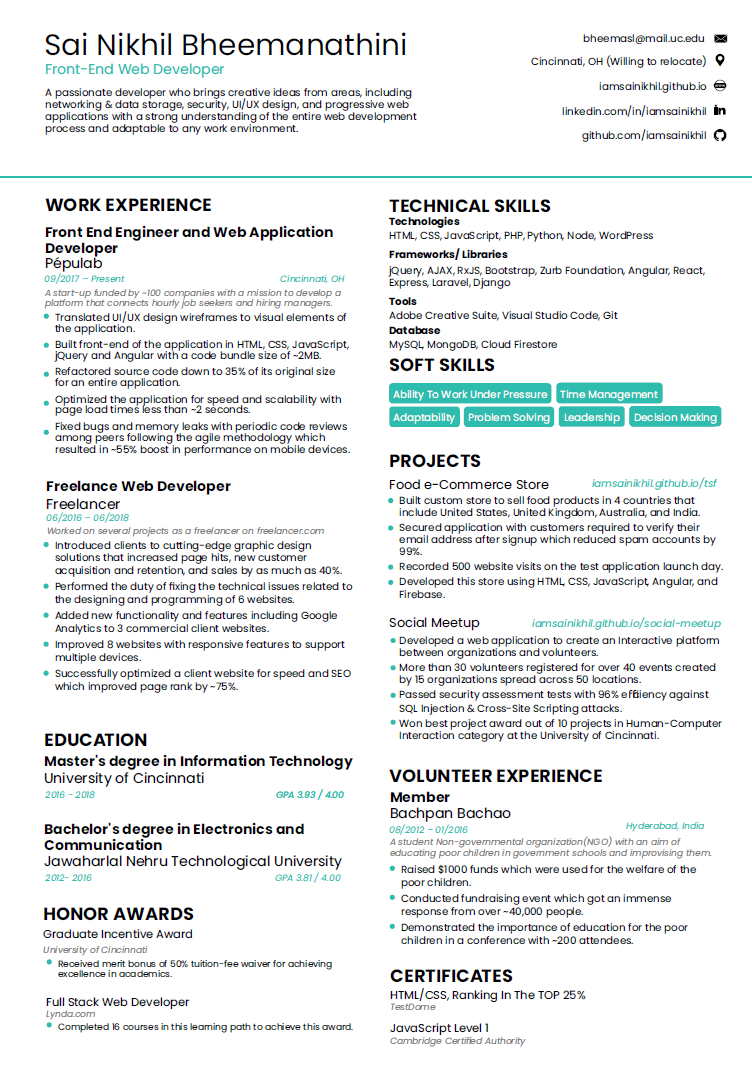 Sai Nikhil Bheemanathini
Front-End Web Developer
A passionate developer who brings creative ideas from areas, including
networking & data storage, security, UI/UX design, and progressive web
applications with a strong understanding of the entire web development
process and adaptable to any work environment.
bheemasl@mail.uc.edu
Cincinnati, OH (Willing to relocate)
iamsainikhil.github.io
linkedin.com/in/iamsainikhil
github.com/iamsainikhil
WORK EXPERIENCE
Front End Engineer and Web Application
Developer
Pépulab
09/2017 – Present Cincinnati, OH
A start-up funded by ~100 companies with a mission to develop a
platform that connects hourly job seekers and hiring managers.
Translated UI/UX design wireframes to visual elements of
the application.
Built front-end of the application in HTML, CSS, JavaScript,
jQuery and Angular with a code bundle size of ~2MB.
Refactored source code down to 35% of its original size
for an entire application.
Optimized the application for speed and scalability with
page load times less than ~2 seconds.
Fixed bugs and memory leaks with periodic code reviews
among peers following the agile methodology which
resulted in ~55% boost in performance on mobile devices.
Freelance Web Developer
Freelancer
06/2016 – 06/2018
Worked on several projects as a freelancer on freelancer.com
Introduced clients to cutting-edge graphic design
solutions that increased page hits, new customer
acquisition and retention, and sales by as much as 40%.
Performed the duty of fixing the technical issues related to
the designing and programming of 6 websites.
Added new functionality and features including Google
Analytics to 3 commercial client websites.
Improved 8 websites with responsive features to support
multiple devices.
Successfully optimized a client website for speed and SEO
which improved page rank by ~75%.
EDUCATION
Master's degree in Information Technology
University of Cincinnati
2016 - 2018 GPA 3.93 / 4.00
Bachelor's degree in Electronics and
Communication
Jawaharlal Nehru Technological University
2012- 2016 GPA 3.81 / 4.00
HONOR AWARDS
Graduate Incentive Award
University of Cincinnati
Received merit bonus of 50% tuition-fee waiver for achieving
excellence in academics.
Full Stack Web Developer
Lynda.com
Completed 16 courses in this learning path to achieve this award.
TECHNICAL SKILLS
Technologies
HTML, CSS, JavaScript, PHP, Python, Node, WordPress
Frameworks/ Libraries
jQuery, AJAX, RxJS, Bootstrap, Zurb Foundation, Angular, React,
Express, Laravel, Django
Tools
Adobe Creative Suite, Visual Studio Code, Git
Database
MySQL, MongoDB, Cloud Firestore
SOFT SKILLS
Ability To Work Under Pressure Time Management
Adaptability Problem Solving Leadership Decision Making
PROJECTS
Food e-Commerce Store iamsainikhil.github.io/tsf
Built custom store to sell food products in 4 countries that
include United States, United Kingdom, Australia, and India.
Secured application with customers required to verify their
email address after signup which reduced spam accounts by
99%.
Recorded 500 website visits on the test application launch day.
Developed this store using HTML, CSS, JavaScript, Angular, and
Firebase.
Social Meetup iamsainikhil.github.io/social-meetup
Developed a web application to create an Interactive platform
between organizations and volunteers.
More than 30 volunteers registered for over 40 events created
by 15 organizations spread across 50 locations.
Passed security assessment tests with 96% efficiency against
SQL Injection & Cross-Site Scripting attacks.
Won best project award out of 10 projects in Human-Computer
Interaction category at the University of Cincinnati.
VOLUNTEER EXPERIENCE
Member
Bachpan Bachao
08/2012 – 01/2016 Hyderabad, India
A student Non-governmental organization(NGO) with an aim of
educating poor children in government schools and improvising them.
Raised $1000 funds which were used for the welfare of the
poor children.
Conducted fundraising event which got an immense
response from over ~40,000 people.
Demonstrated the importance of education for the poor
children in a conference with ~200 attendees.
CERTIFICATES
HTML/CSS, Ranking In The TOP 25%
TestDome
JavaScript Level 1
Cambridge Certified Authority